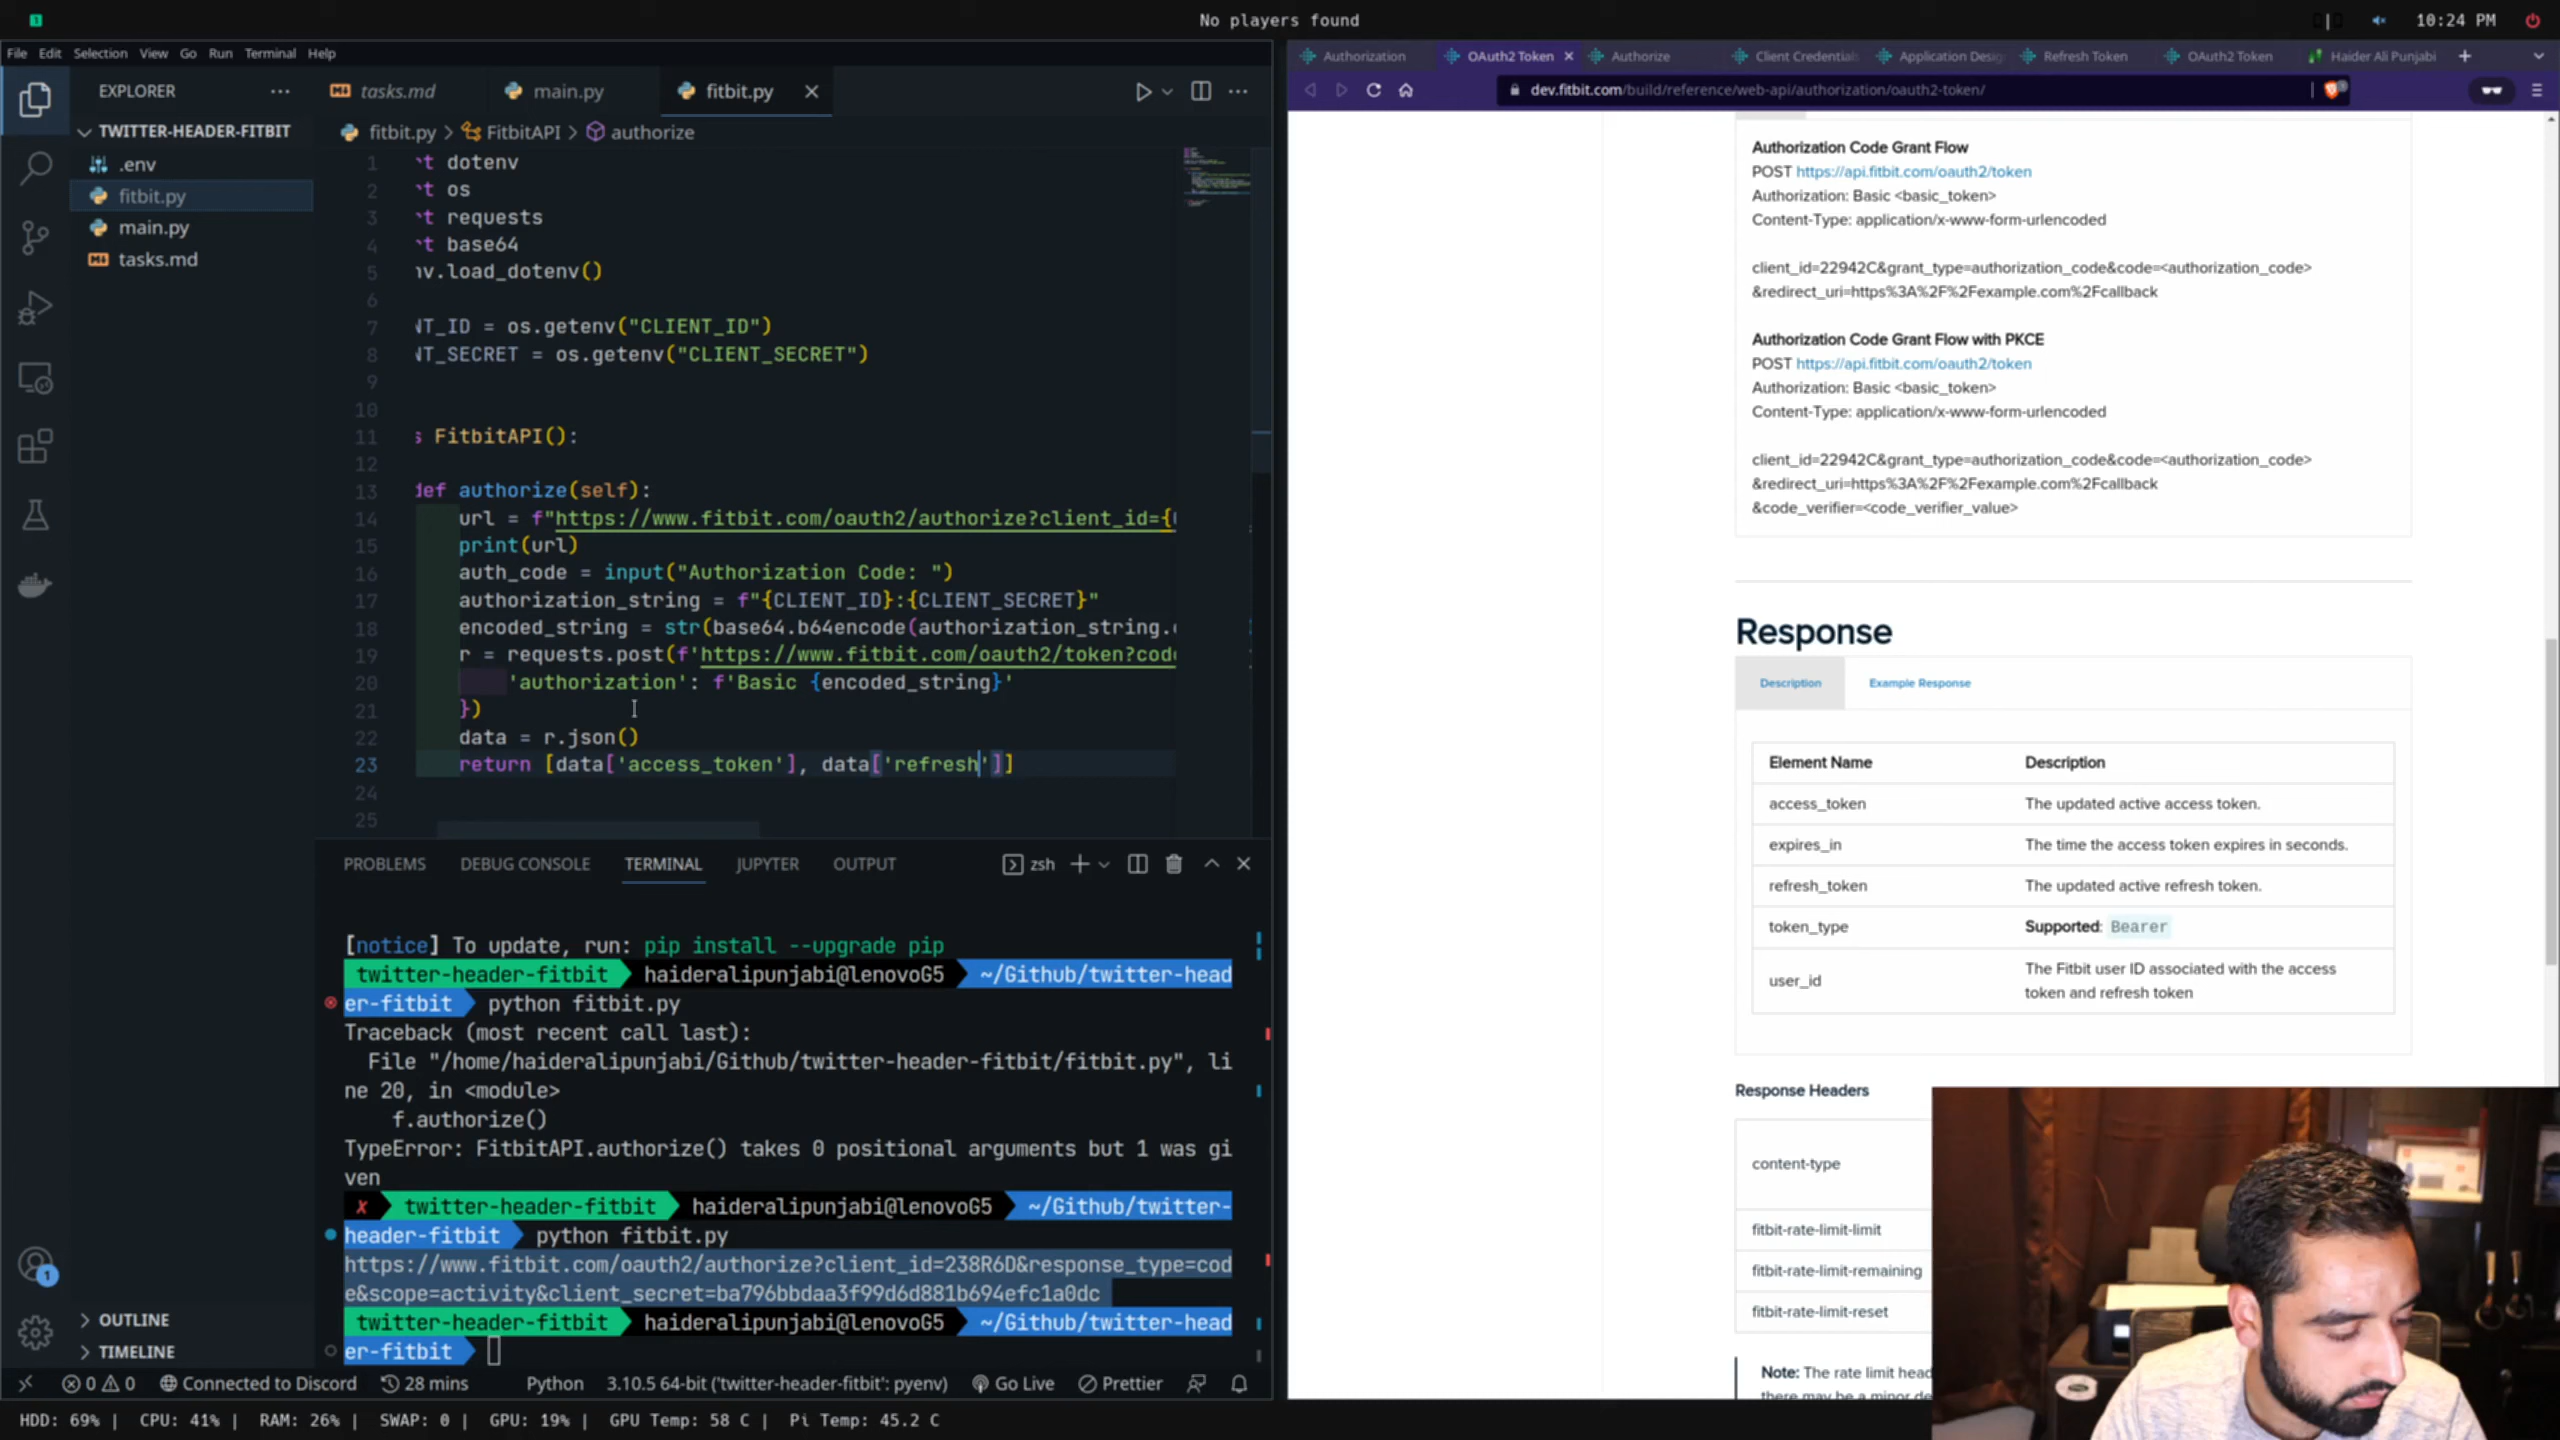 No players found
10:24 PM
File Edit Selection View Go Run Terminal Help
EXPLORER
TWITTER-HEADER-FITBIT
.env
fitbit.py
main.py
tasks.md
OUTLINE
TIMELINE
tasks.md main.py fitbit.py
fitbit.py > FitbitAPI > authorize
1 t dotenv
2 t os
3 t requests
4 t base64
5 nv.load_dotenv()
6
7 NT_ID = os.getenv("CLIENT_ID")
8 NT_SECRET = os.getenv("CLIENT_SECRET")
9
10
11 s FitbitAPI():
12
13 def authorize(self):
14 url = f"https://www.fitbit.com/oauth2/authorize?client_id={
15 print(url)
16 auth_code = input("Authorization Code: ")
17 authorization_string = f"{CLIENT_ID}:{CLIENT_SECRET}"
18 encoded_string = str(base64.b64encode(authorization_string.
19 r = requests.post(f'https://www.fitbit.com/oauth2/token?cod
20 'authorization': f'Basic {encoded_string}'
21 })
22 data = r.json()
23 return [data['access_token'], data['refresh']]
24
25
PROBLEMS DEBUG CONSOLE TERMINAL JUPYTER OUTPUT zsh
[notice] To update, run: pip install --upgrade pip
twitter-header-fitbit haideralipunjabi@lenovoG5 ~/Github/twitter-head
er-fitbit python fitbit.py
Traceback (most recent call last):
File "/home/haideralipunjabi/Github/twitter-header-fitbit/fitbit.py", li
ne 20, in <module>
f.authorize()
TypeError: FitbitAPI.authorize() takes 0 positional arguments but 1 was gi
ven
✗ twitter-header-fitbit haideralipunjabi@lenovoG5 ~/Github/twitter-
header-fitbit python fitbit.py
https://www.fitbit.com/oauth2/authorize?client_id=238R6D&response_type=cod
e&scope=activity&client_secret=ba796bbdaa3f99d6d881b694efc1a0dc
twitter-header-fitbit haideralipunjabi@lenovoG5 ~/Github/twitter-head
er-fitbit
0 0 Connected to Discord 28 mins Python 3.10.5 64-bit ('twitter-header-fitbit': pyenv) Go Live Prettier
HDD: 69% | CPU: 41% | RAM: 26% | SWAP: 0 | GPU: 19% | GPU Temp: 58 C | Pi Temp: 45.2 C
Authorization OAuth2 Token Authorize Client Credential Application Desig Refresh Token OAuth2 Token Haider Ali Punjabi
dev.fitbit.com/build/reference/web-api/authorization/oauth2-token/
Authorization Code Grant Flow
POST https://api.fitbit.com/oauth2/token
Authorization: Basic <basic_token>
Content-Type: application/x-www-form-urlencoded
client_id=22942C&grant_type=authorization_code&code=<authorization_code>
&redirect_uri=https%3A%2F%2Fexample.com%2Fcallback
Authorization Code Grant Flow with PKCE
POST https://api.fitbit.com/oauth2/token
Authorization: Basic <basic_token>
Content-Type: application/x-www-form-urlencoded
client_id=22942C&grant_type=authorization_code&code=<authorization_code>
&redirect_uri=https%3A%2F%2Fexample.com%2Fcallback
&code_verifier=<code_verifier_value>
Response
Description Example Response
Element Name Description
access_token The updated active access token.
expires_in The time the access token expires in seconds.
refresh_token The updated active refresh token.
token_type Supported: Bearer
user_id The Fitbit user ID associated with the access
token and refresh token
Response Headers
content-type
fitbit-rate-limit-limit
fitbit-rate-limit-remaining
fitbit-rate-limit-reset
Note: The rate limit head
there may be a minor de